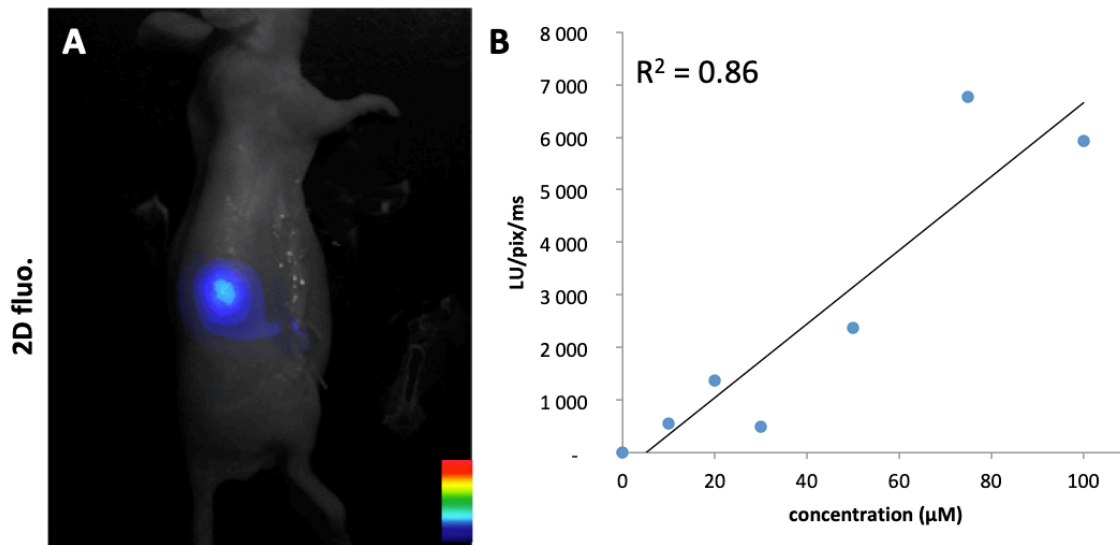 A
2D fluo.
B
R² = 0.86
8 000
7 000
6 000
5 000
4 000
3 000
2 000
1 000
-
LU/pix/ms
0 20 40 60 80 100
concentration (µM)